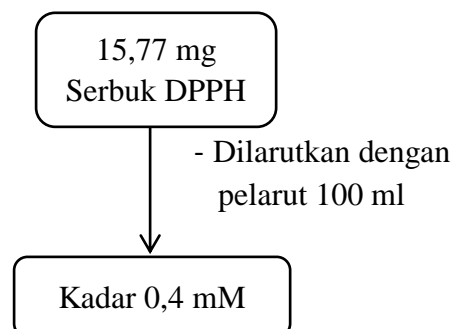 15,77 mg
Serbuk DPPH
- Dilarutkan dengan
pelarut 100 ml
Kadar 0,4 mM